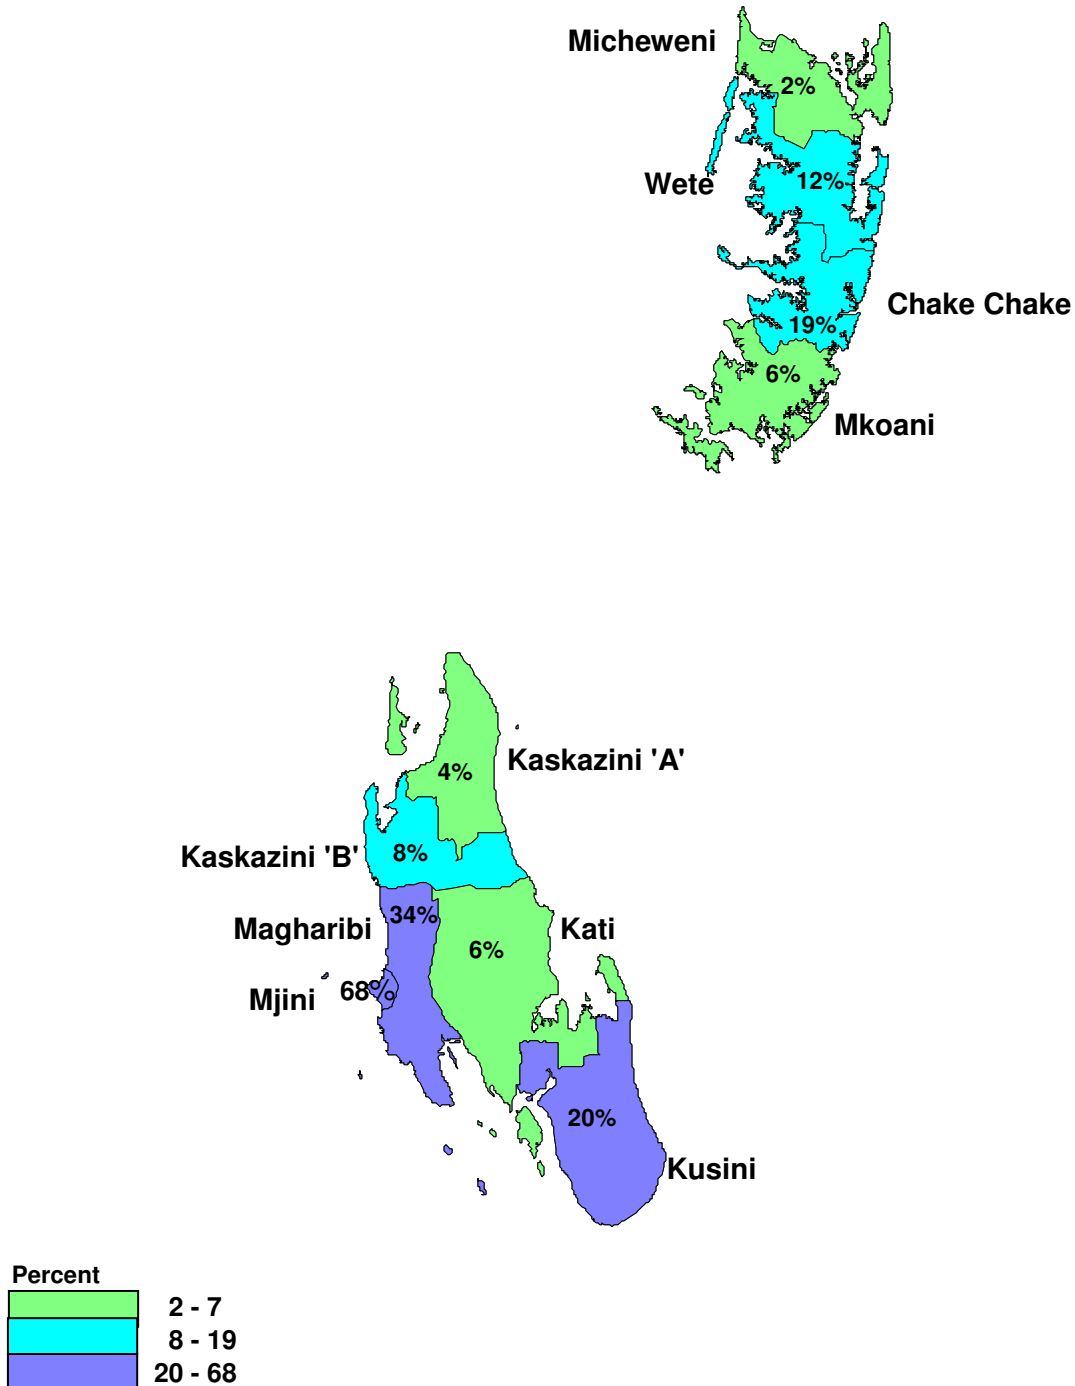 Micheweni
2%
Wete
12%
Chake Chake
19%
6%
Mkoani
Kaskazini 'A'
4%
Kaskazini 'B'
8%
Magharibi
34%
Kati
6%
Mjini
68%
20%
Kusini
Percent
2 - 7
8 - 19
20 - 68